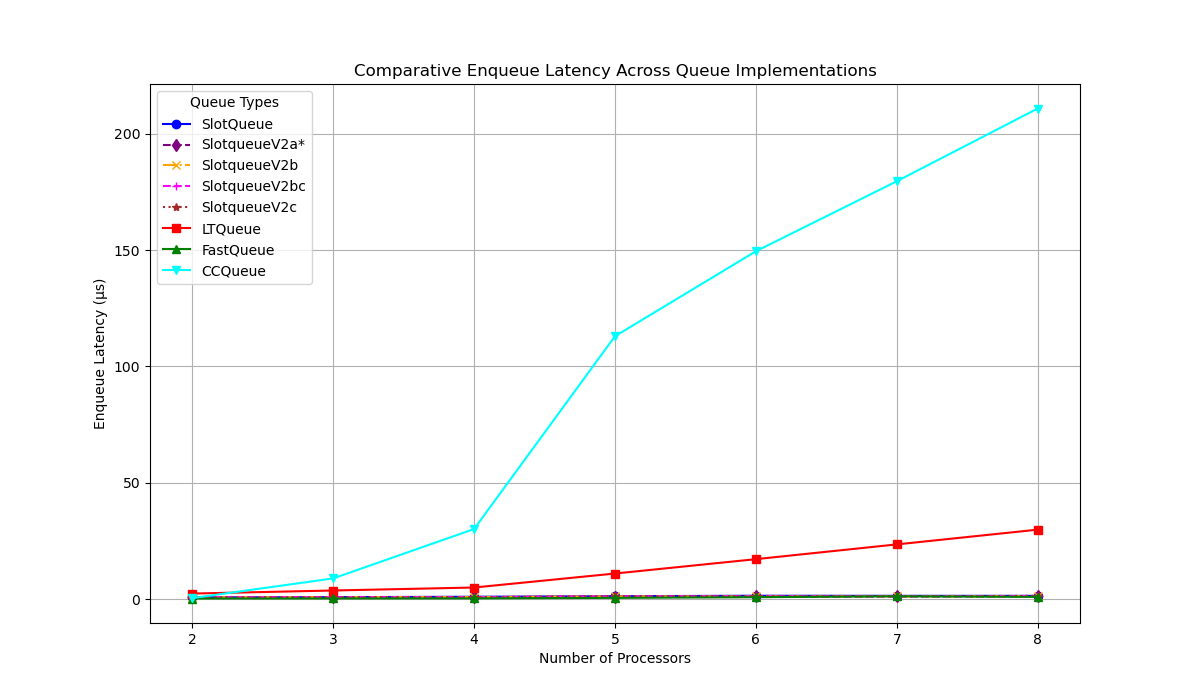 Comparative Enqueue Latency Across Queue Implementations
Queue Types
SlotQueue
SlotqueueV2a*
SlotqueueV2b
SlotqueueV2bc
SlotqueueV2c
LTQueue
FastQueue
CCQueue
Enqueue Latency (µs)
200
150
100
50
0
2 3 4 5 6 7 8
Number of Processors